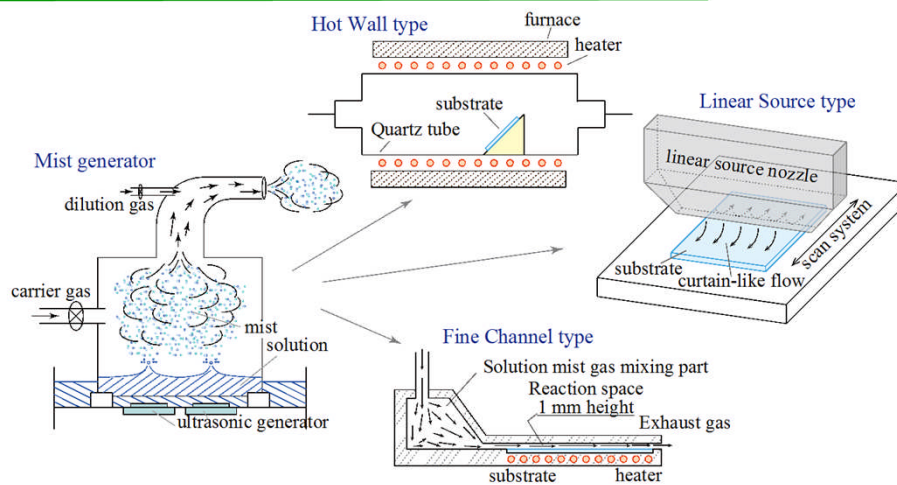 Hot Wall type
furnace
heater
substrate
Quartz tube
Linear Source type
linear source nozzle
scan system
substrate
curtain-like flow
Mist generator
dilution gas
carrier gas
mist
solution
ultrasonic generator
Fine Channel type
Solution mist gas mixing part
Reaction space
1 mm height
Exhaust gas
substrate
heater